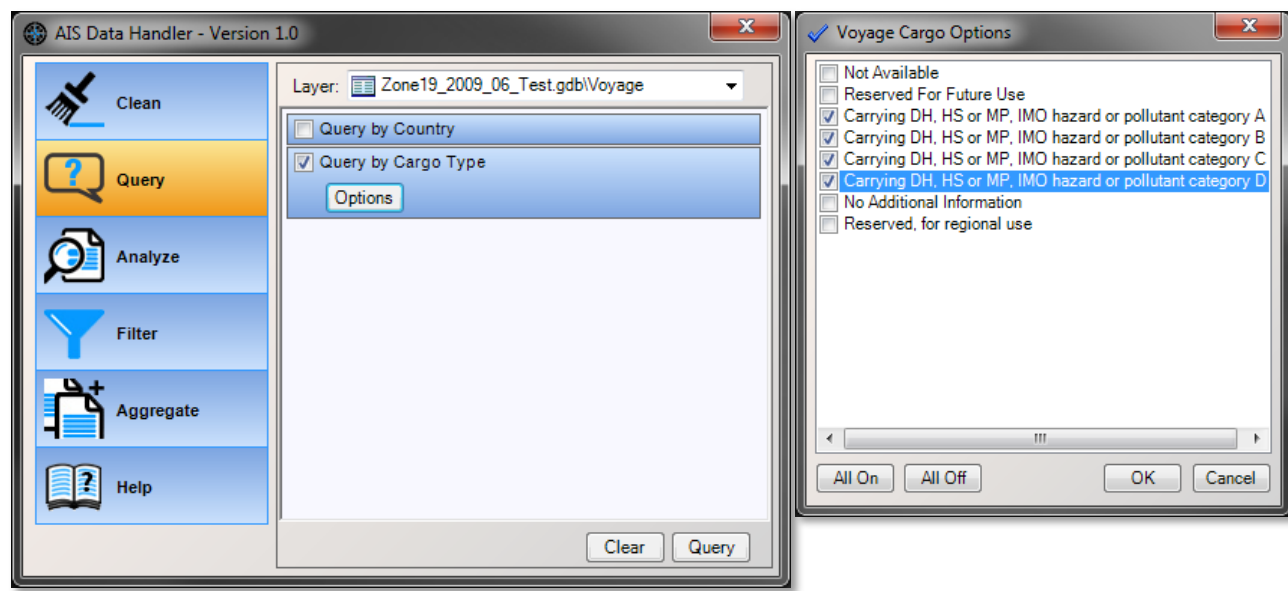 AIS Data Handler - Version 1.0
Clean
Query
Analyze
Filter
Aggregate
Help
Layer: Zone19_2009_06_Test.gdb\Voyage
Query by Country
Query by Cargo Type
Options
Clear Query
Voyage Cargo Options
Not Available
Reserved For Future Use
Carrying DH, HS or MP, IMO hazard or pollutant category A
Carrying DH, HS or MP, IMO hazard or pollutant category B
Carrying DH, HS or MP, IMO hazard or pollutant category C
Carrying DH, HS or MP, IMO hazard or pollutant category D
No Additional Information
Reserved, for regional use
All On All Off OK Cancel